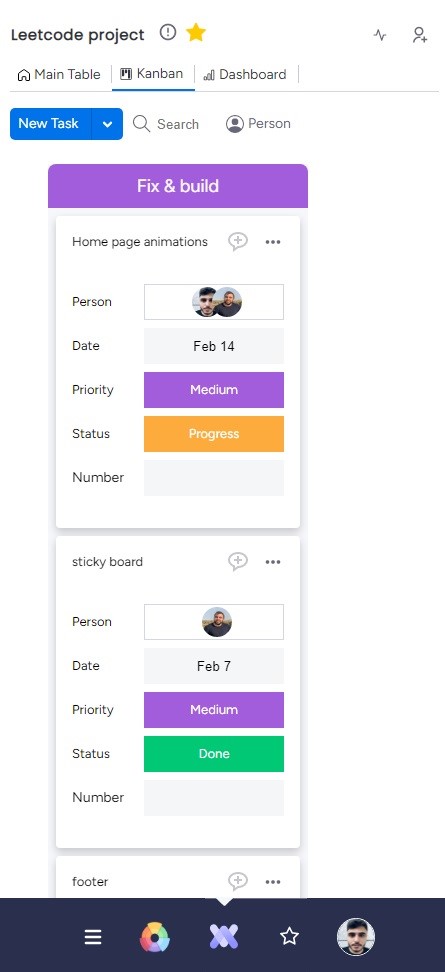 Leetcode project
Main Table Kanban Dashboard
New Task Search Person
Fix & build
Home page animations
Person
Date Feb 14
Priority Medium
Status Progress
Number
sticky board
Person
Date Feb 7
Priority Medium
Status Done
Number
footer